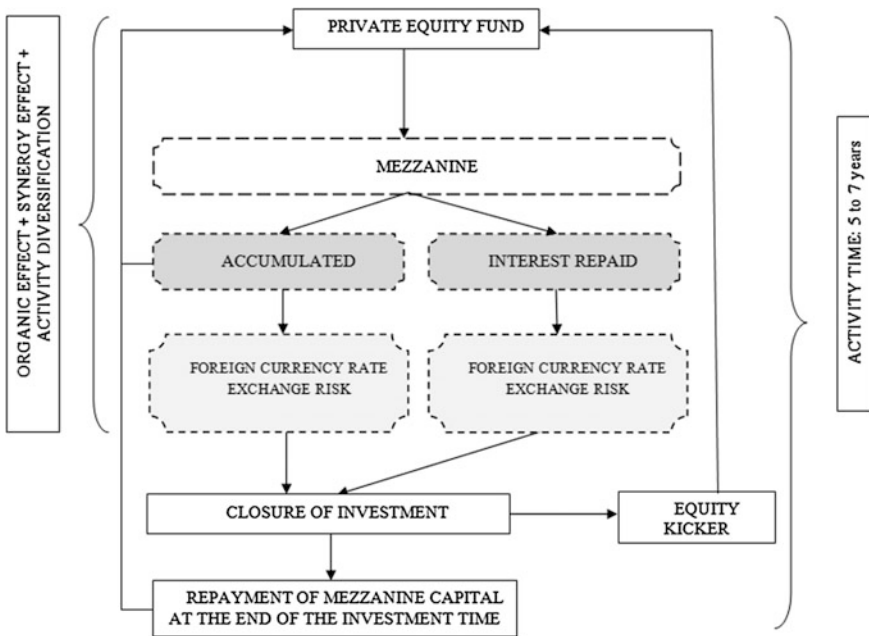 PRIVATE EQUITY FUND
ORGANIC EFFECT + SYNERGY EFFECT +
ACTIVITY DIVERSIFICATION
MEZZANINE
ACCUMULATED
INTEREST REPAID
FOREIGN CURRENCY RATE
EXCHANGE RISK
FOREIGN CURRENCY RATE
EXCHANGE RISK
ACTIVITY TIME: 5 to 7 years
CLOSURE OF INVESTMENT
EQUITY
KICKER
REPAYMENT OF MEZZANINE CAPITAL
AT THE END OF THE INVESTMENT TIME